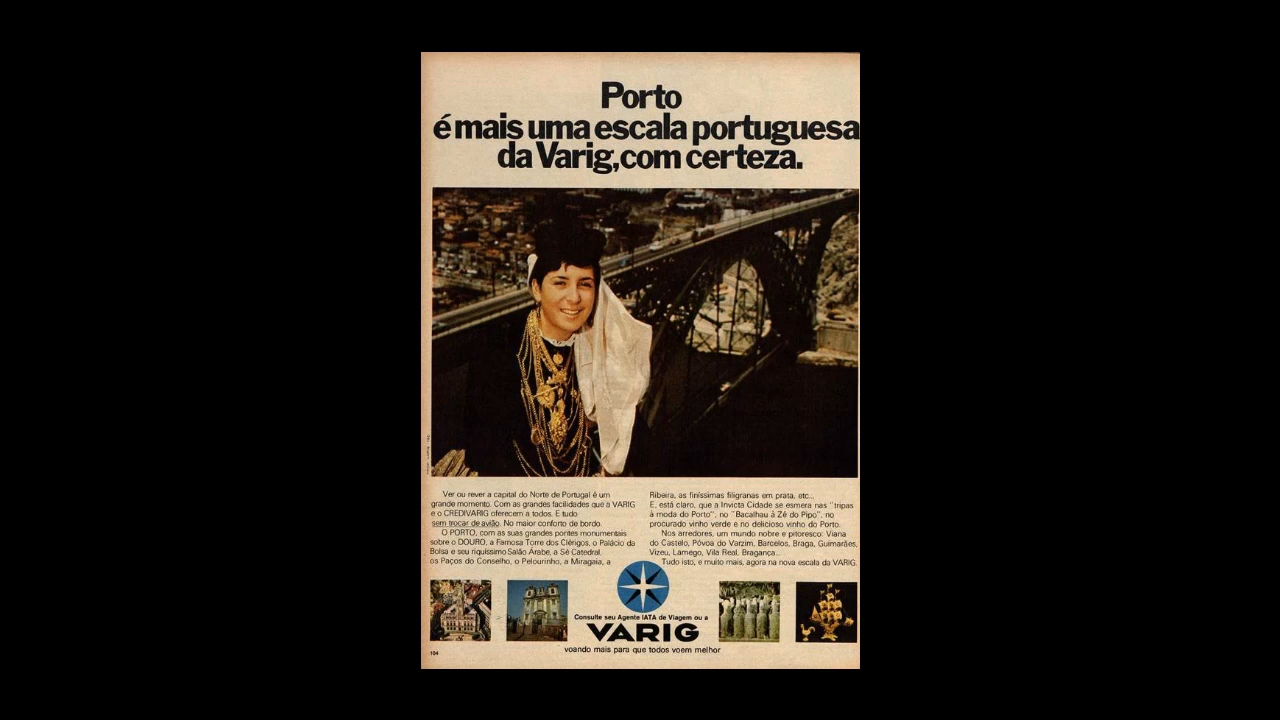 Porto
é mais uma escala portuguesa
da Varig, com certeza.
Ver ou rever a capital do Norte de Portugal é um
grande momento. Com as grandes facilidades que a VARIG
e o CREDIVARIG oferecem a todos. E tudo
sem trocar de avião. No maior conforto de bordo.
O PORTO, com as suas grandes pontes monumentais
sobre o DOURO, a Famosa Torre dos Clérigos, o Palácio da
Bolsa e seu riquíssimo Salão Árabe, a Sé Catedral,
os Paços do Conselho, o Pelourinho, a Miragaia, a
Ribeira, as finíssimas filigranas em prata, etc...
E, está claro, que a Invicta Cidade se esmera nas "tripas
à moda do Porto", no "Bacalhau à Zé do Pipo", no
procurado vinho verde e no delicioso vinho do Porto.
Nos arredores, um mundo nobre e pitoresco: Viana
do Castelo, Póvoa do Varzim, Barcelos, Braga, Guimarães,
Vizeu, Lamego, Vila Real, Bragança...
Tudo isto, e muito mais, agora na nova escala da VARIG.
Consulte seu Agente IATA de Viagem ou a
VARIG
voando mais para que todos voem melhor
104